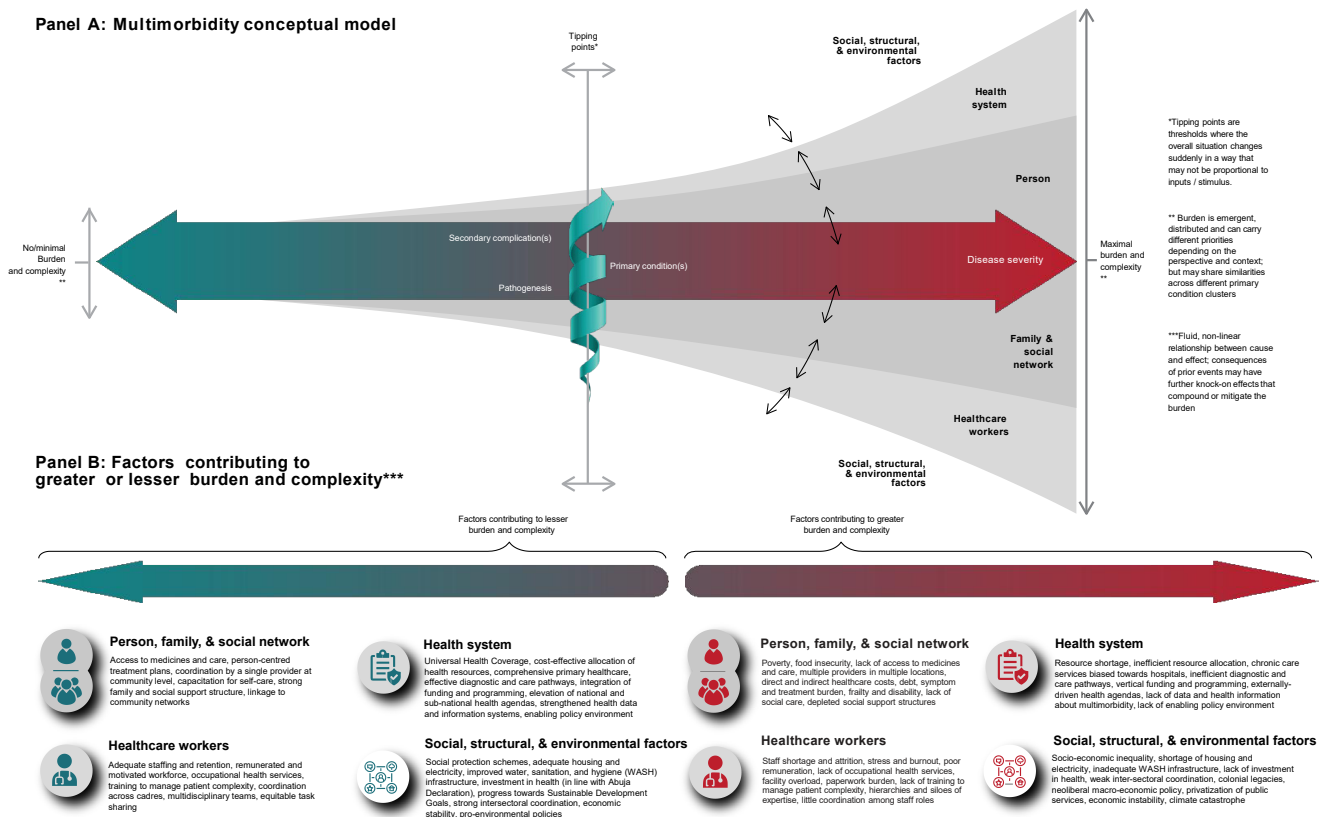 Panel A: Multimorbidity conceptual model
Tipping
points*
Social, structural,
& environmental
factors
Health
system
*Tipping points are
thresholds where the
overall situation changes
suddenly in a way that
may not be proportional to
inputs / stimulus.
Person
No/minimal
Burden
and complexity
**
Secondary complication(s)
Primary condition(s)
Pathogenesis
Disease severity
Maximal
burden and
complexity
**
** Burden is emergent,
distributed and can carry
different priorities
depending on the
perspective and context;
but may share similarities
across different primary
condition clusters
Family &
social
network
***Fluid, non-linear
relationship between cause
and effect; consequences
of prior events may have
further knock-on effects that
compound or mitigate the
burden
Healthcare
workers
Social, structural,
& environmental
factors
Panel B: Factors contributing to
greater or lesser burden and complexity***
Factors contributing to lesser
burden and complexity
Factors contributing to greater
burden and complexity
Person, family, & social network
Access to medicines and care, person-centred
treatment plans, coordination by a single provider at
community level, capacitation for self-care, strong
family and social support structure, linkage to
community networks
Health system
Universal Health Coverage, cost-effective allocation of
health resources, comprehensive primary healthcare,
effective diagnostic and care pathways, integration of
funding and programming, elevation of national and
sub-national health agendas, strengthened health data
and information systems, enabling policy environment
Person, family, & social network
Poverty, food insecurity, lack of access to medicines
and care, multiple providers in multiple locations,
direct and indirect healthcare costs, debt, symptom
and treatment burden, frailty and disability, lack of
social care, depleted social support structures
Health system
Resource shortage, inefficient resource allocation, chronic care
services biased towards hospitals, inefficient diagnostic and
care pathways, vertical funding and programming, externally-
driven health agendas, lack of data and health information
about multimorbidity, lack of enabling policy environment
Healthcare workers
Adequate staffing and retention, remunerated and
motivated workforce, occupational health services,
training to manage patient complexity, coordination
across cadres, multidisciplinary teams, equitable task
sharing
Social, structural, & environmental factors
Social protection schemes, adequate housing and
electricity, improved water, sanitation, and hygiene (WASH)
infrastructure, investment in health (in line with Abuja
Declaration), progress towards Sustainable Development
Goals, strong intersectoral coordination, economic
stability, pro-environmental policies
Healthcare workers
Staff shortage and attrition, stress and burnout, poor
remuneration, lack of occupational health services,
facility overload, paperwork burden, lack of training to
manage patient complexity, hierarchies and siloes of
expertise, little coordination among staff roles
Social, structural, & environmental factors
Socio-economic inequality, shortage of housing and
electricity, inadequate WASH infrastructure, lack of investment
in health, weak inter-sectoral coordination, colonial legacies,
neoliberal macro-economic policy, privatization of public
services, economic instability, climate catastrophe